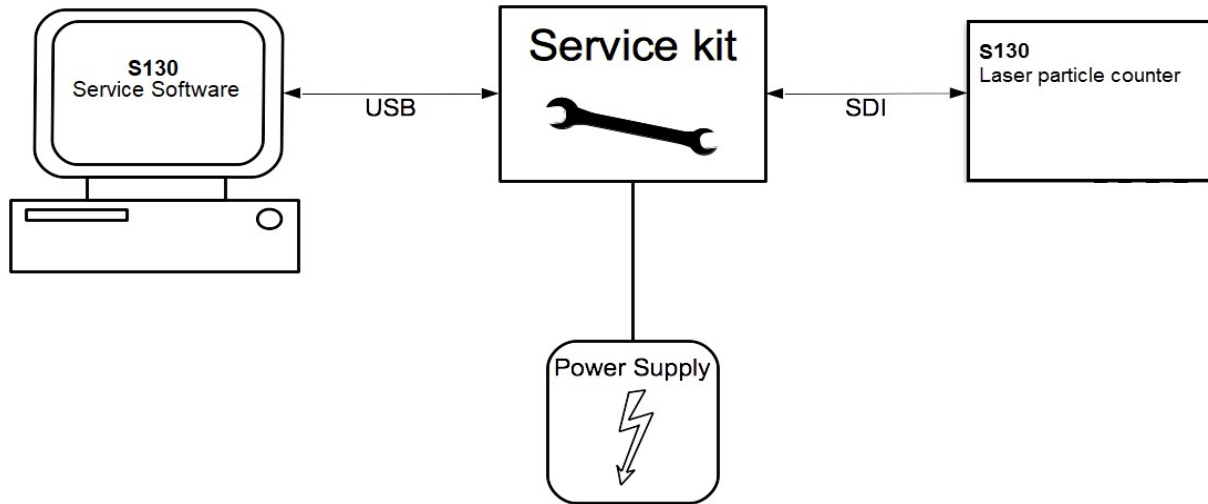 S130
Service Software
USB
Service kit
SDI
S130
Laser particle counter
Power Supply